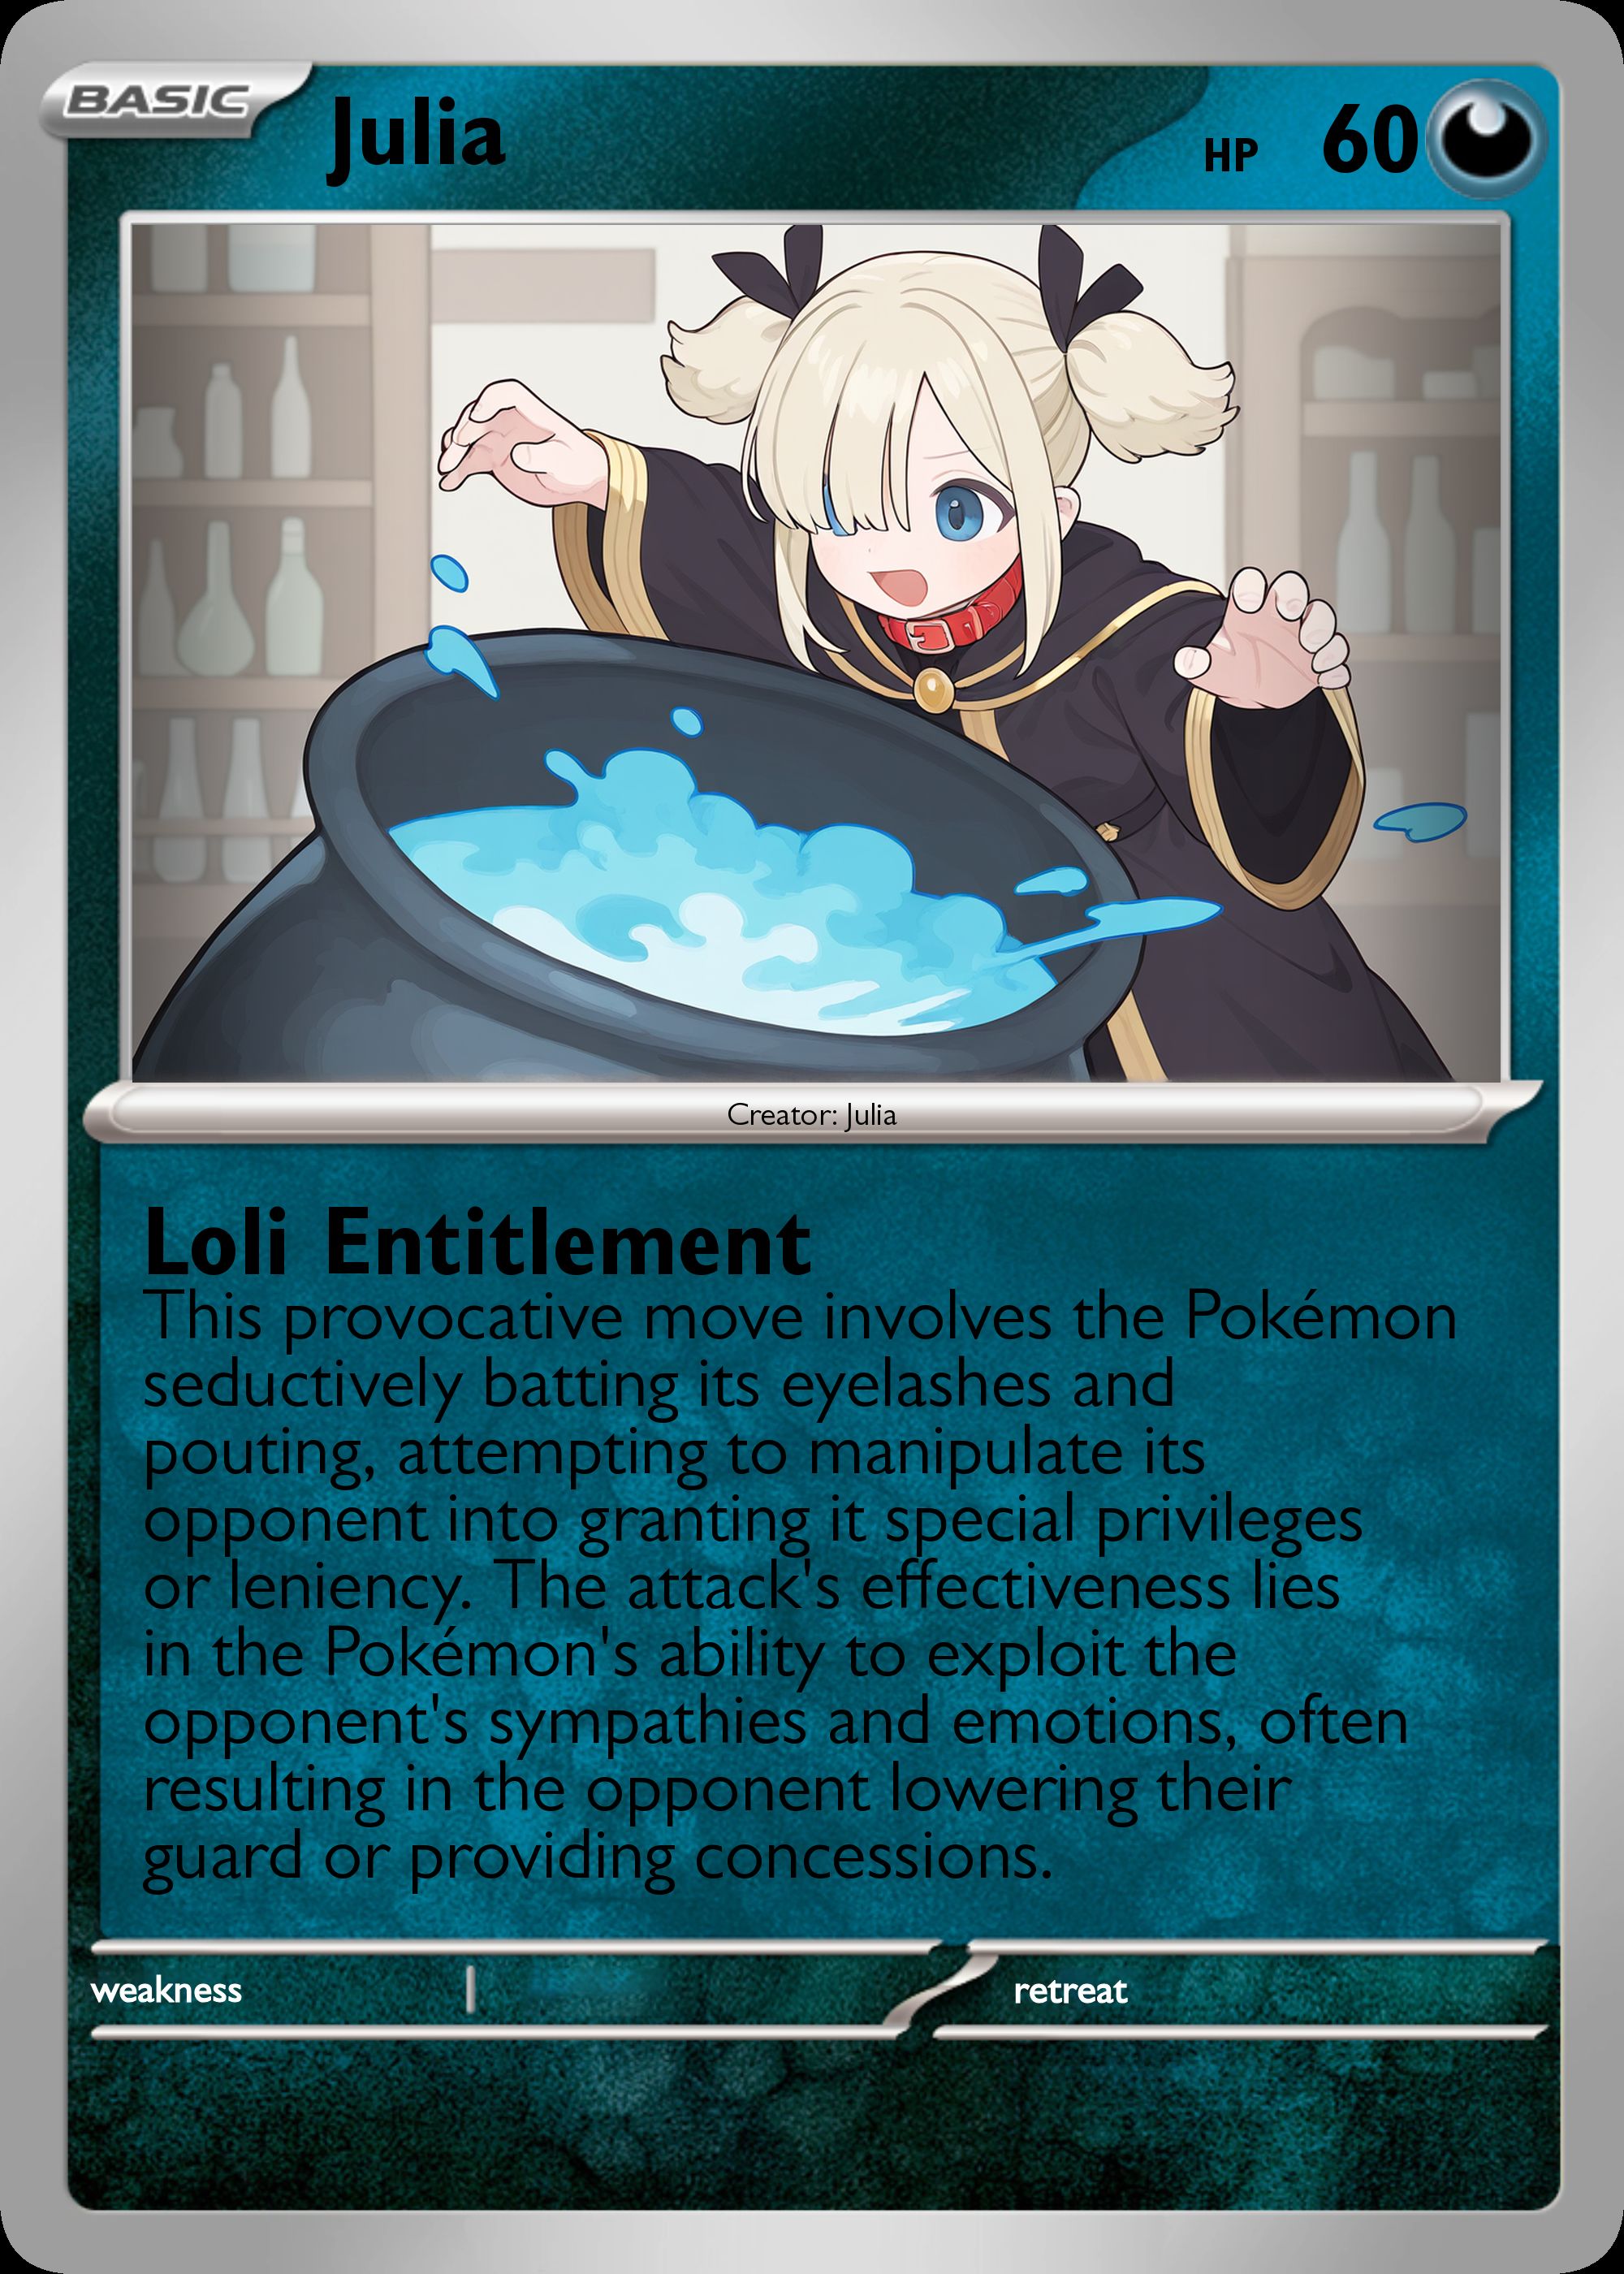 BASIC
Julia
HP 60
Creator: Julia
Loli Entitlement
This provocative move involves the Pokémon
seductively batting its eyelashes and
pouting, attempting to manipulate its
opponent into granting it special privileges
or leniency. The attack's effectiveness lies
in the Pokémon's ability to exploit the
opponent's sympathies and emotions, often
resulting in the opponent lowering their
guard or providing concessions.
weakness
retreat